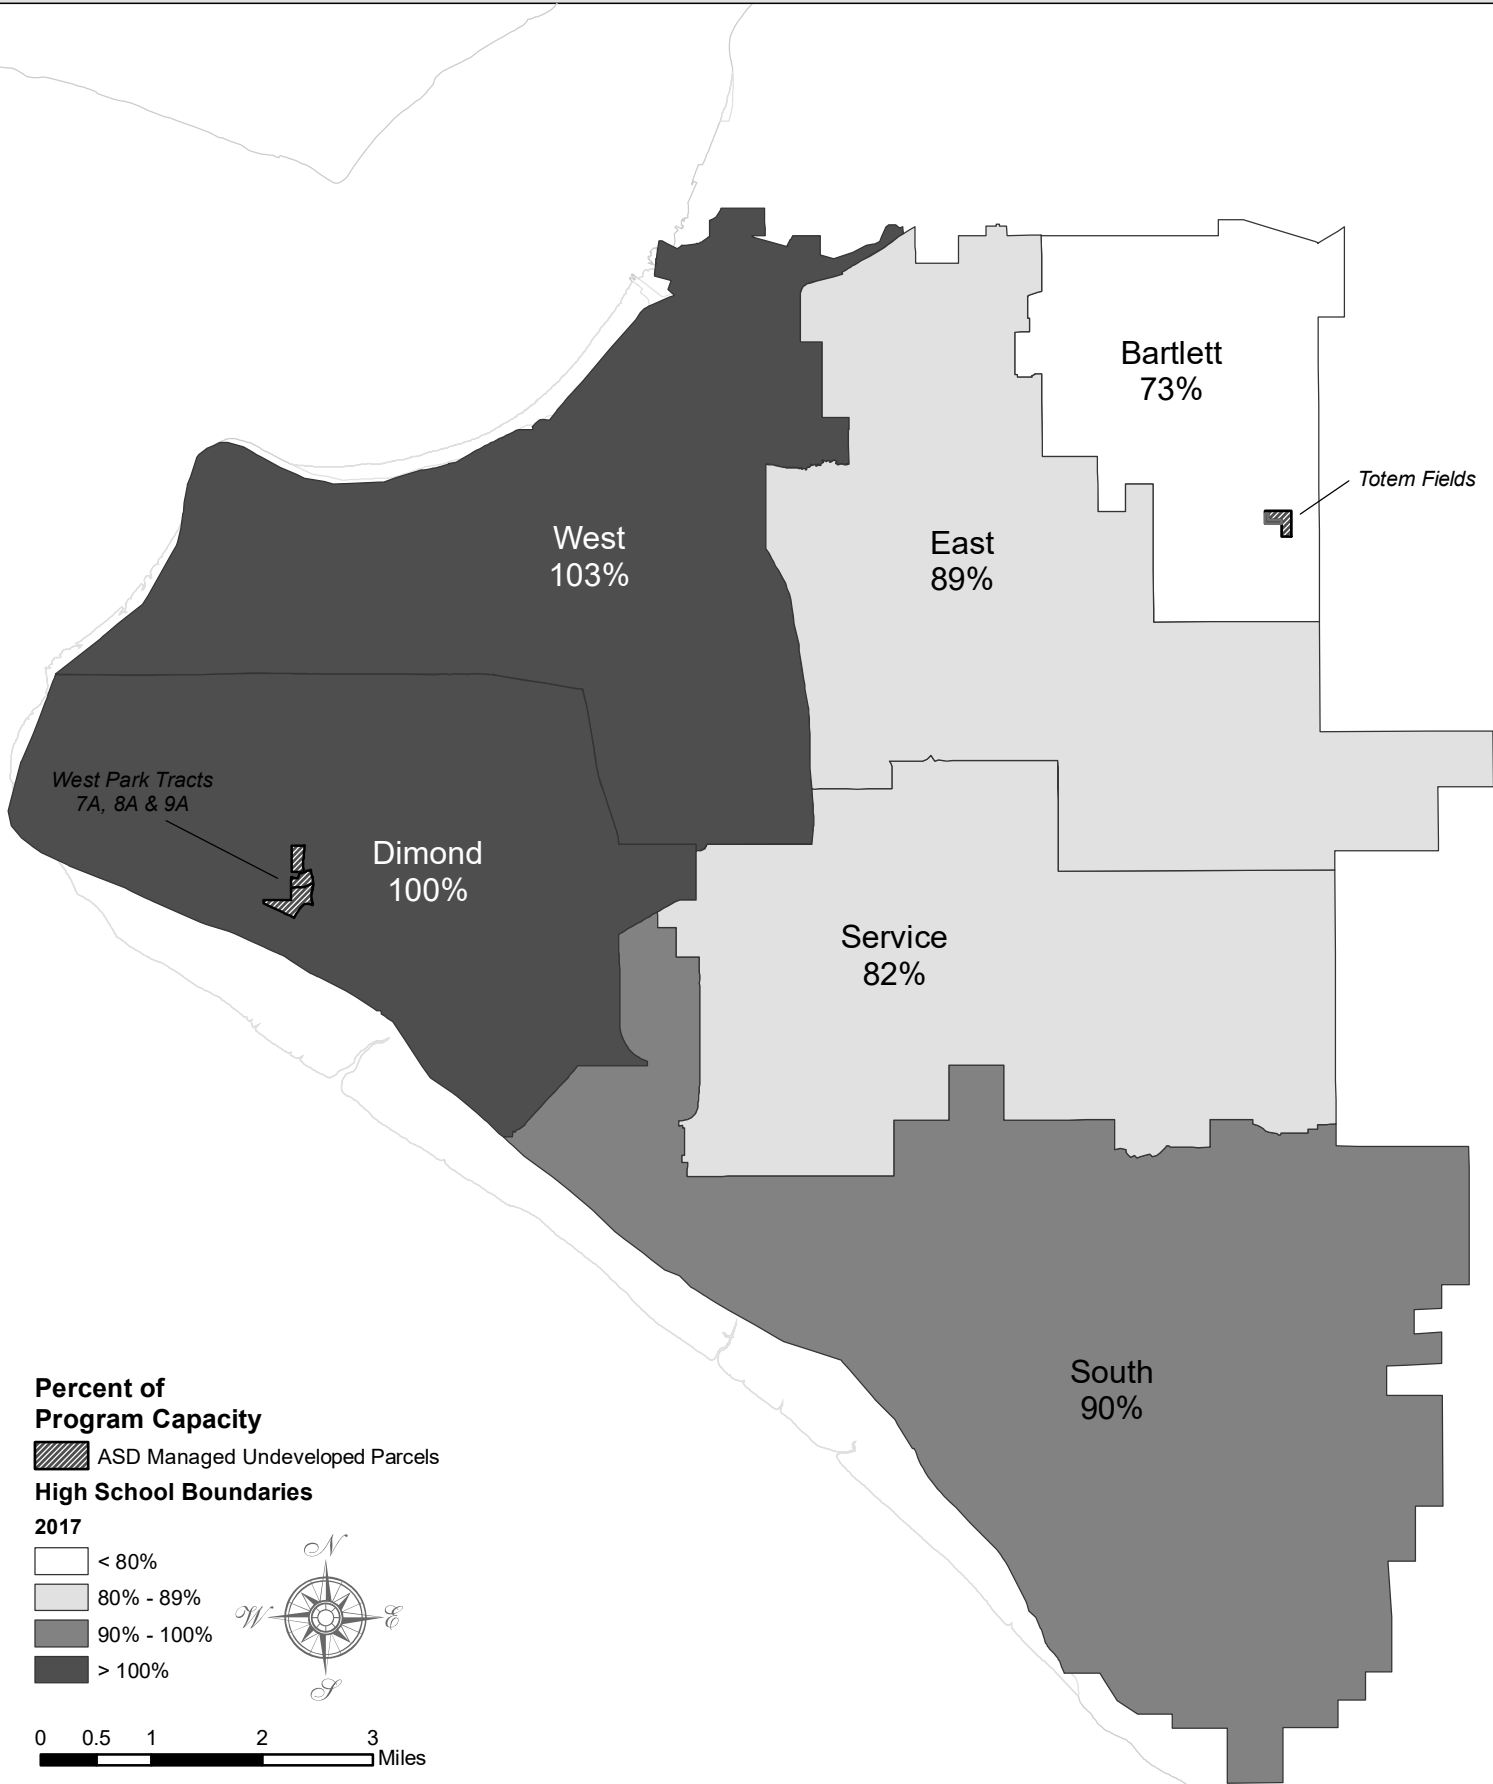 Bartlett
73%
Totem Fields
West
103%
East
89%
West Park Tracts
7A, 8A & 9A
Dimond
100%
Service
82%
South
90%
Percent of
Program Capacity
ASD Managed Undeveloped Parcels
High School Boundaries
2017
< 80%
80% - 89%
90% - 100%
> 100%
N
W E
S
0 0.5 1 2 3
Miles